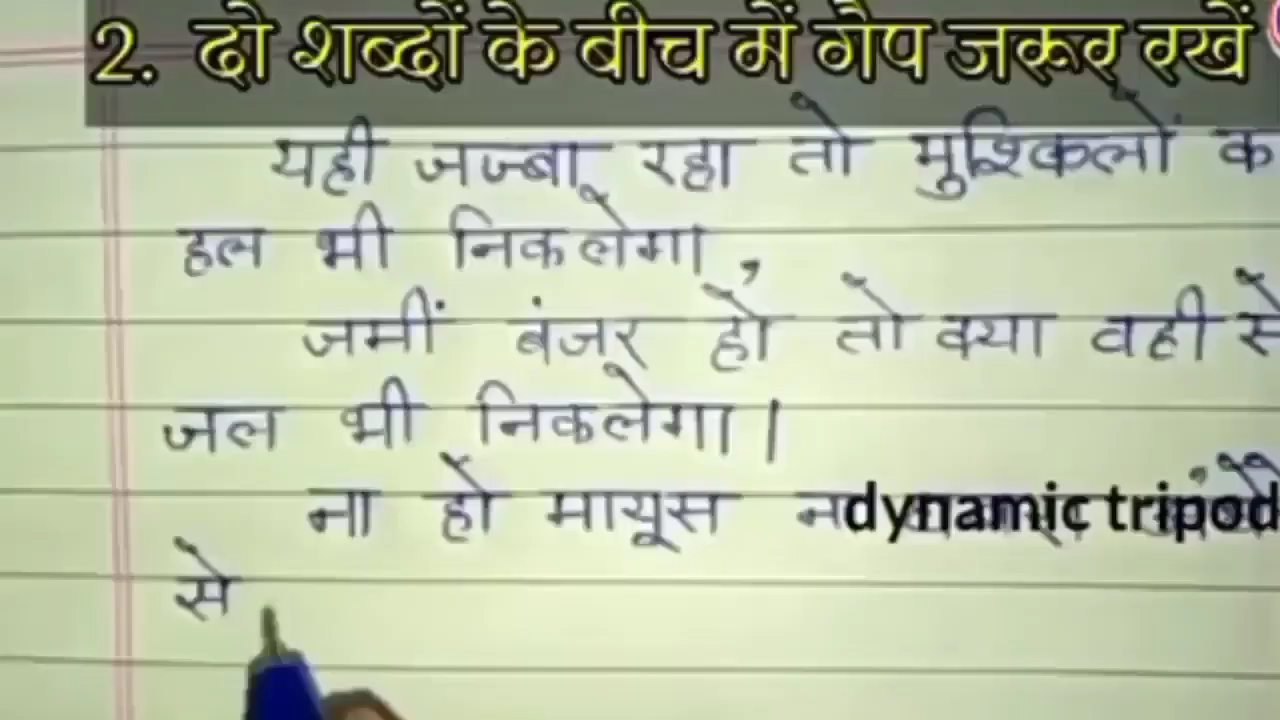 2. दो शब्दों के बीच में गैप जरूर रखें
यही जज्बा रहा तो मुश्किलों क
हल भी निकलेगा,
जमीं बंजर हो तो क्या वही से
जल भी निकलेगा।
ना हो मायूस न
dynamic tripod
से